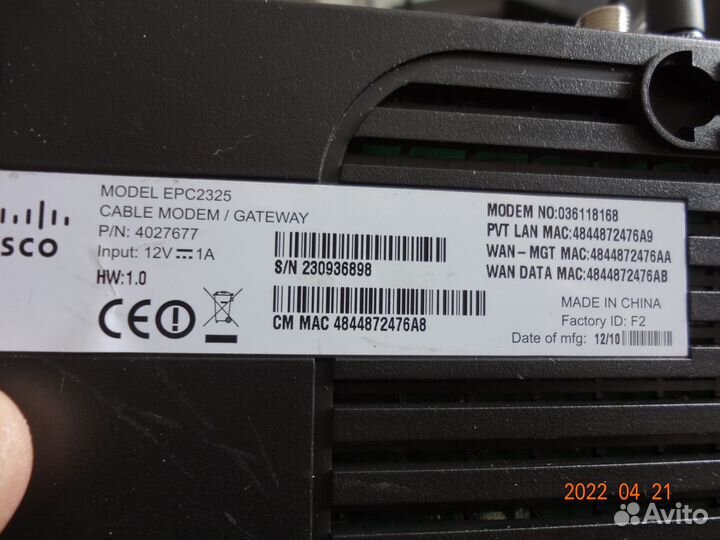 MODEL EPC2325
CABLE MODEM / GATEWAY
P/N: 4027677
Input: 12V⎓1A
HW:1.0
S/N 230936898
CM MAC 4844872476A8
MODEM NO:036118168
PVT LAN MAC:4844872476A9
WAN-MGT MAC:4844872476AA
WAN DATA MAC:4844872476AB
MADE IN CHINA
Factory ID: F2
Date of mfg: 12/10
SCO
CE
2022 04 21
Avito